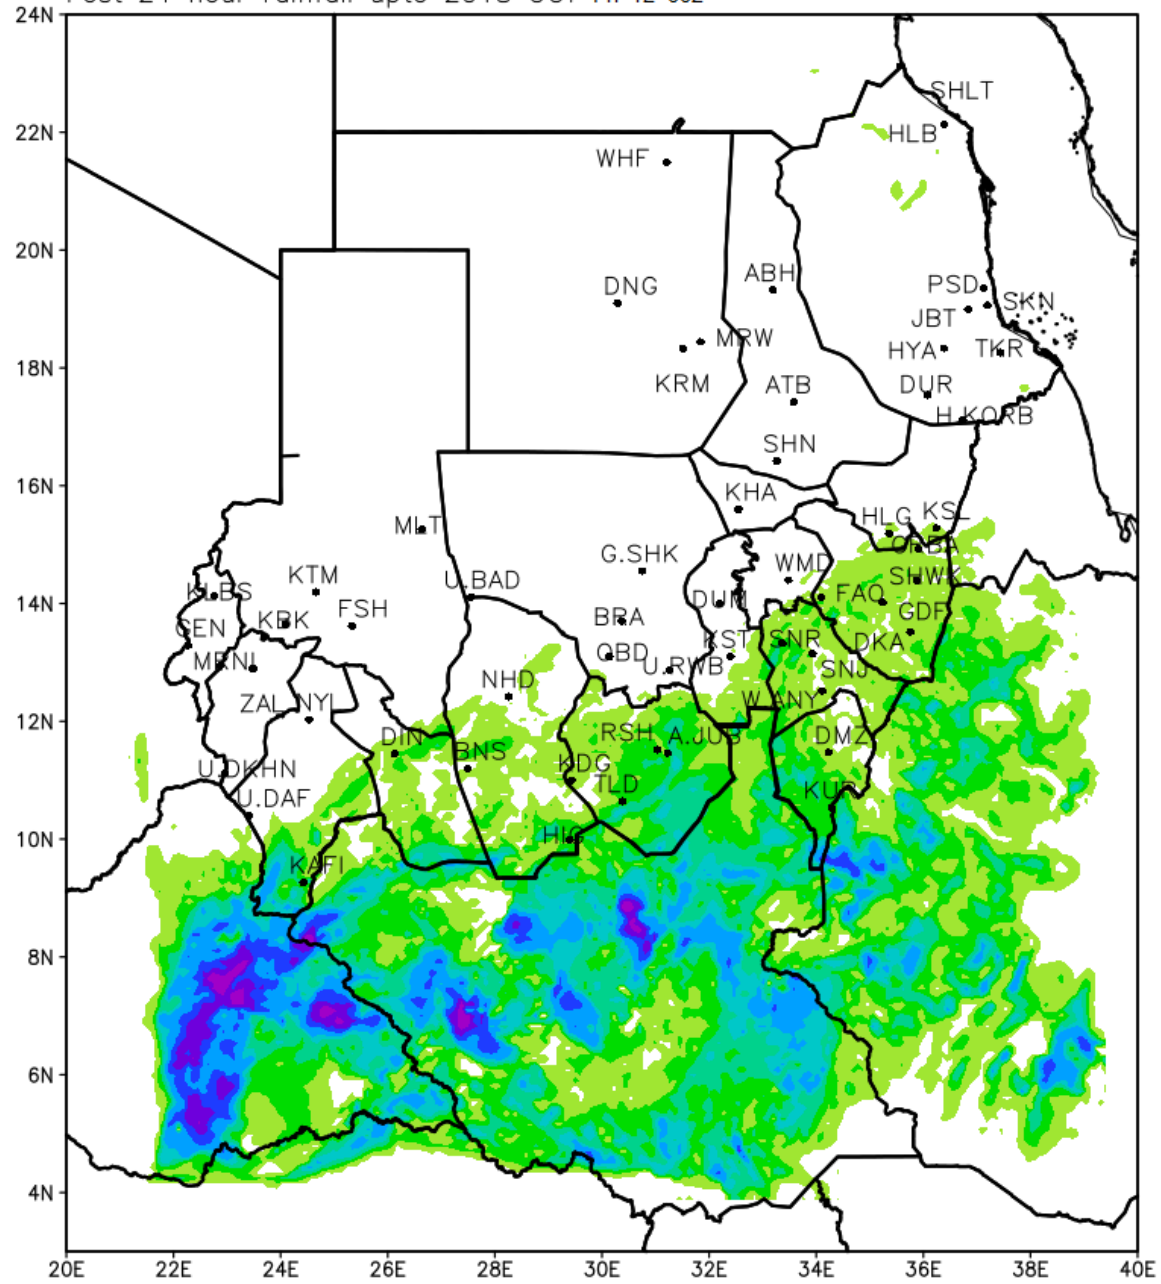 24N
SHLT
22N
HLB
WHF
20N
ABH
DNG
PSD
SKN
JBT
MRW
HYA
TKR
18N
KRM
ATB
DUR
H.KORB
SHN
16N
KHA
HLG
KSL
MLT
GRBA
G.SHK
WMD
KTM
U.BAD
SHWK
KLBS
14N
DUM
FAO
FSH
GDF
BRA
KBK
GEN
KST
SNR
DKA
OBD
MRNI
U.RWB
SNJ
NHD
ZAL
NYL
W.ANY
12N
RSH
A.JUB
DMZ
DIN
BNS
KDG
U.DKHN
TLD
KUR
U.DAF
10N
HIG
KAFI
8N
6N
4N
20E 22E 24E 26E 28E 30E 32E 34E 36E 38E 40E